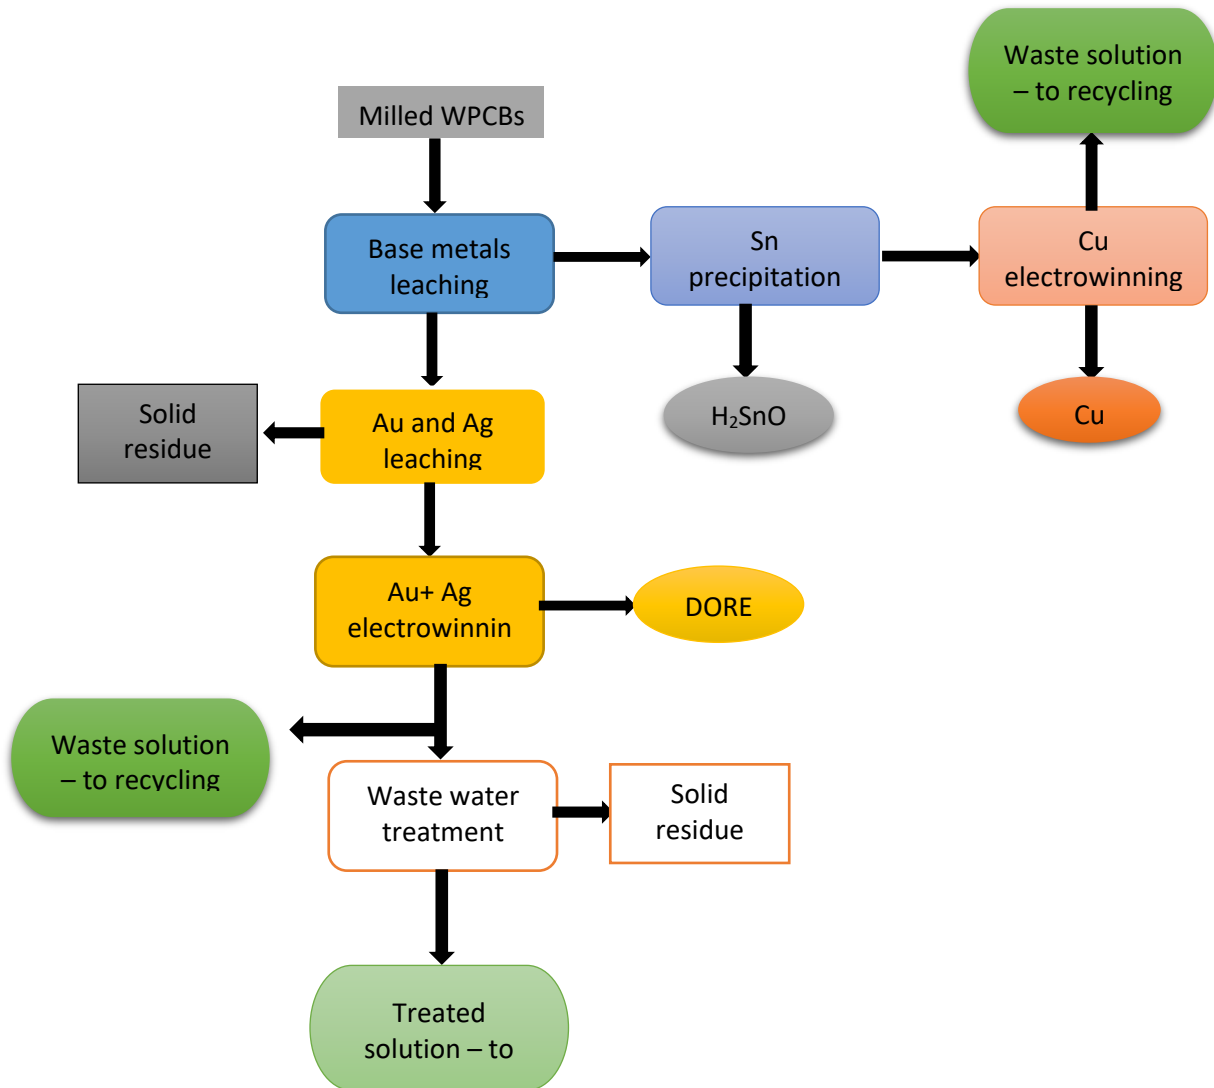 Waste solution
– to recycling
Milled WPCBs
Base metals
leaching
Sn
precipitation
Cu
electrowinning
Solid
residue
Au and Ag
leaching
H₂SnO
Cu
Au+ Ag
electrowinnin
DORE
Waste solution
– to recycling
Waste water
treatment
Solid
residue
Treated
solution – to